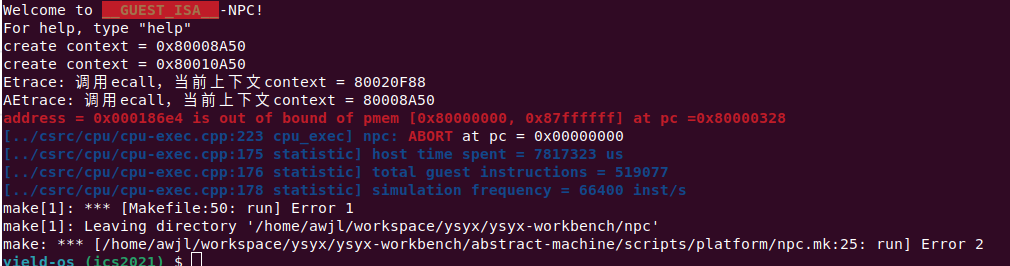 Welcome to __GUEST_ISA__-NPC!
For help, type "help"
create context = 0x80008A50
create context = 0x80010A50
Etrace: 调用ecall，当前上下文context = 80020F88
AEtrace: 调用ecall，当前上下文context = 80008A50
address = 0x000186e4 is out of bound of pmem [0x80000000, 0x87ffffff] at pc =0x80000328
[../csrc/cpu/cpu-exec.cpp:223 cpu_exec] npc: ABORT at pc = 0x00000000
[../csrc/cpu/cpu-exec.cpp:175 statistic] host time spent = 7817323 us
[../csrc/cpu/cpu-exec.cpp:176 statistic] total guest instructions = 519077
[../csrc/cpu/cpu-exec.cpp:178 statistic] simulation frequency = 66400 inst/s
make[1]: *** [Makefile:50: run] Error 1
make[1]: Leaving directory '/home/awjl/workspace/ysyx/ysyx-workbench/npc'
make: *** [/home/awjl/workspace/ysyx/ysyx-workbench/abstract-machine/scripts/platform/npc.mk:25: run] Error 2
yield-os (ics2021) $